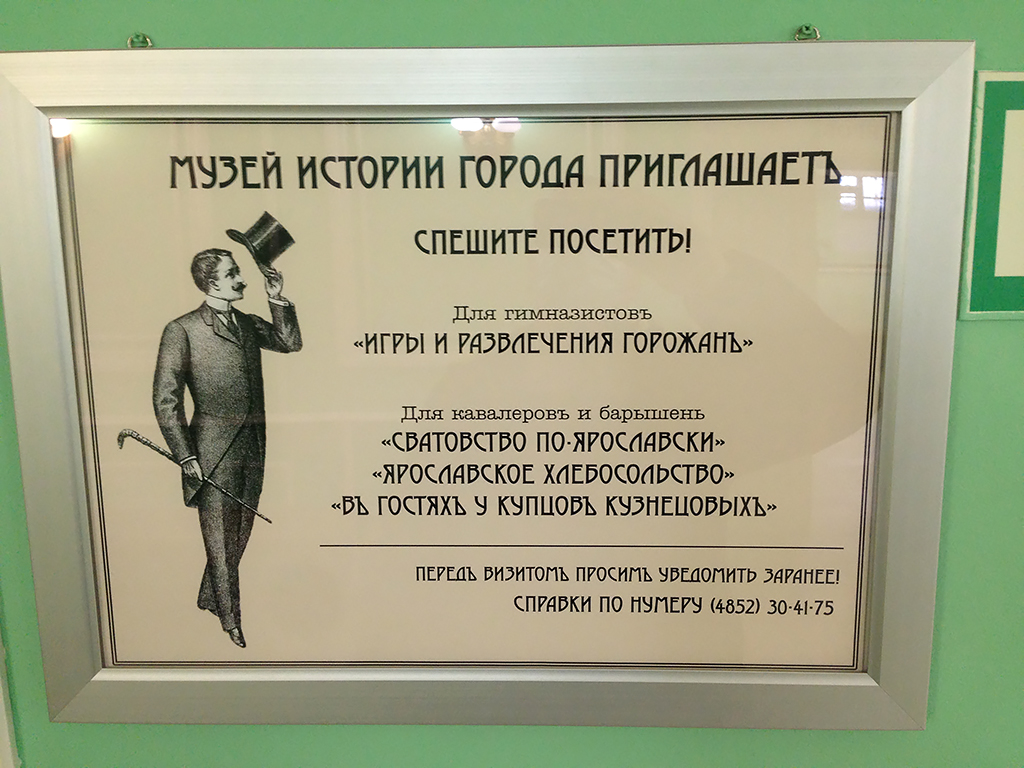 МУЗЕЙ ИСТОРИИ ГОРОДА ПРИГЛАШАЕТЪ
СПЕШИТЕ ПОСЕТИТЬ!
Для гимназистовъ
«ИГРЫ И РАЗВЛЕЧЕНИЯ ГОРОЖАНЪ»
Для кавалеровъ и барышень
«СВАТОВСТВО ПО-ЯРОСЛАВСКИ»
«ЯРОСЛАВСКОЕ ХЛЕБОСОЛЬСТВО»
«ВЪ ГОСТЯХЪ У КУПЦОВЪ КУЗНЕЦОВЫХЪ»
ПЕРЕДЪ ВИЗИТОМЪ ПРОСИМЪ УВЕДОМИТЬ ЗАРАНЕЕ!
СПРАВКИ ПО НУМЕРУ (4852) 30-41-75